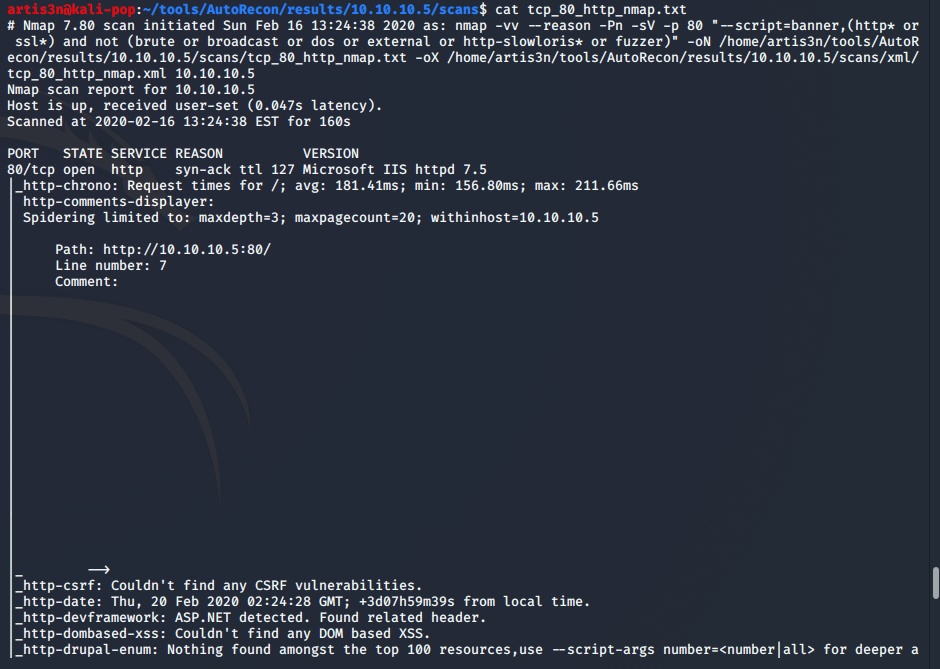 artis3n@kali-pop:~/tools/AutoRecon/results/10.10.10.5/scans$ cat tcp_80_http_nmap.txt
# Nmap 7.80 scan initiated Sun Feb 16 13:24:38 2020 as: nmap -vv --reason -Pn -sV -p 80 "--script=banner,(http* or
ssl*) and not (brute or broadcast or dos or external or http-slowloris* or fuzzer)" -oN /home/artis3n/tools/AutoR
econ/results/10.10.10.5/scans/tcp_80_http_nmap.txt -oX /home/artis3n/tools/AutoRecon/results/10.10.10.5/scans/xml/
tcp_80_http_nmap.xml 10.10.10.5
Nmap scan report for 10.10.10.5
Host is up, received user-set (0.047s latency).
Scanned at 2020-02-16 13:24:38 EST for 160s
PORT   STATE SERVICE REASON          VERSION
80/tcp open  http    syn-ack ttl 127 Microsoft IIS httpd 7.5
|_http-chrono: Request times for /; avg: 181.41ms; min: 156.80ms; max: 211.66ms
| http-comments-displayer:
| Spidering limited to: maxdepth=3; maxpagecount=20; withinhost=10.10.10.5
|
|     Path: http://10.10.10.5:80/
|     Line number: 7
|     Comment:
|_        -->
|_http-csrf: Couldn't find any CSRF vulnerabilities.
|_http-date: Thu, 20 Feb 2020 02:24:28 GMT; +3d07h59m39s from local time.
|_http-devframework: ASP.NET detected. Found related header.
|_http-dombased-xss: Couldn't find any DOM based XSS.
|_http-drupal-enum: Nothing found amongst the top 100 resources,use --script-args number=<number|all> for deeper a